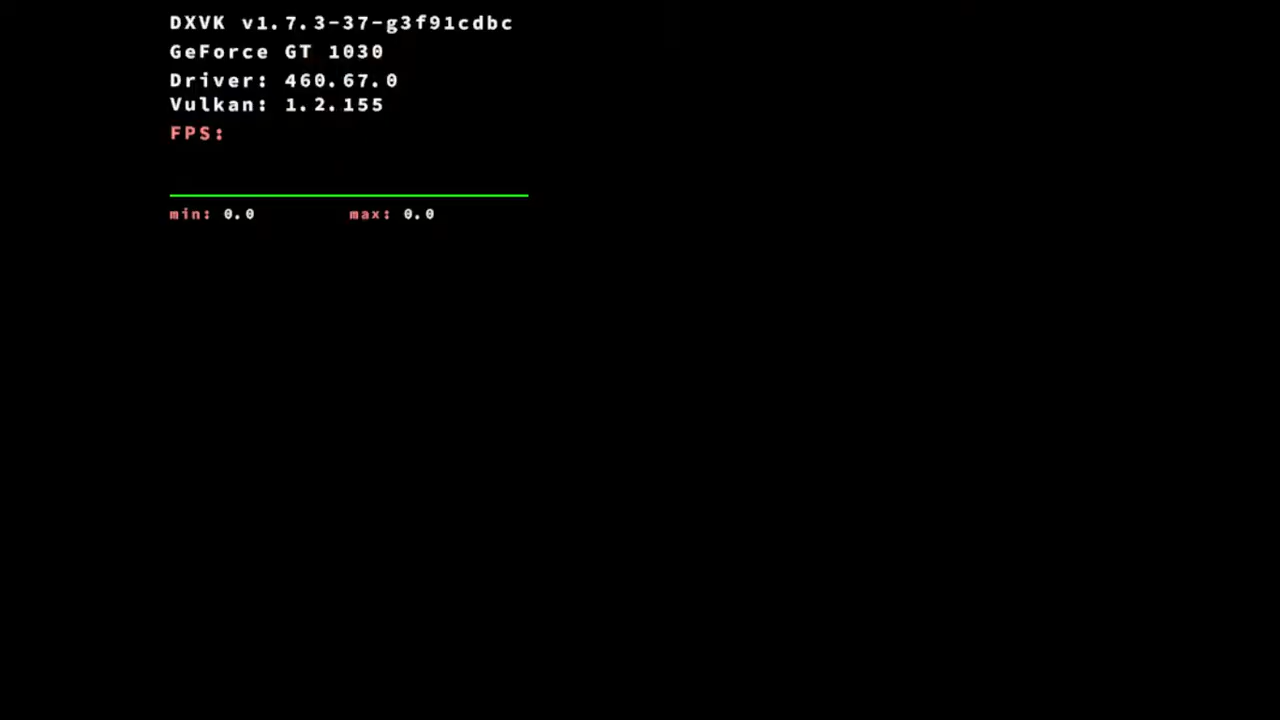 DXVK v1.7.3-37-g3f91cdbc
GeForce GT 1030
Driver: 460.67.0
Vulkan: 1.2.155
FPS:
min: 0.0 max: 0.0